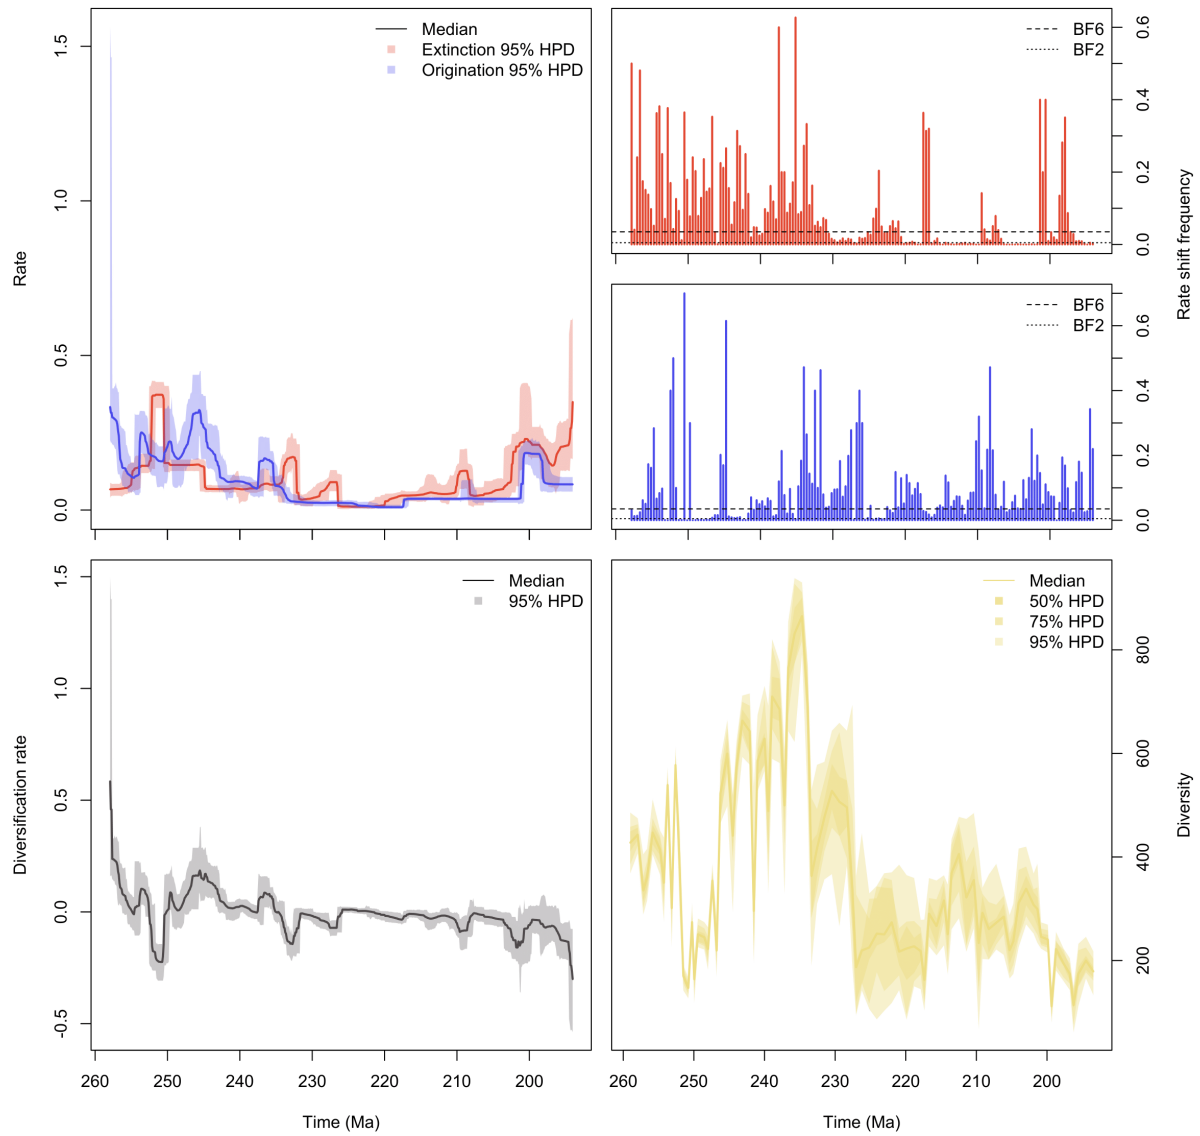 Median
Extinction 95% HPD
Origination 95% HPD
Rate
0.0
0.5
1.0
1.5
BF6
BF2
0.0
0.2
0.4
0.6
Rate shift frequency
BF6
BF2
0.0
0.2
0.4
0.6
Median
95% HPD
Diversification rate
-0.5
0.0
0.5
1.0
1.5
260 250 240 230 220 210 200
Time (Ma)
Median
50% HPD
75% HPD
95% HPD
200
400
600
800
Diversity
260 250 240 230 220 210 200
Time (Ma)